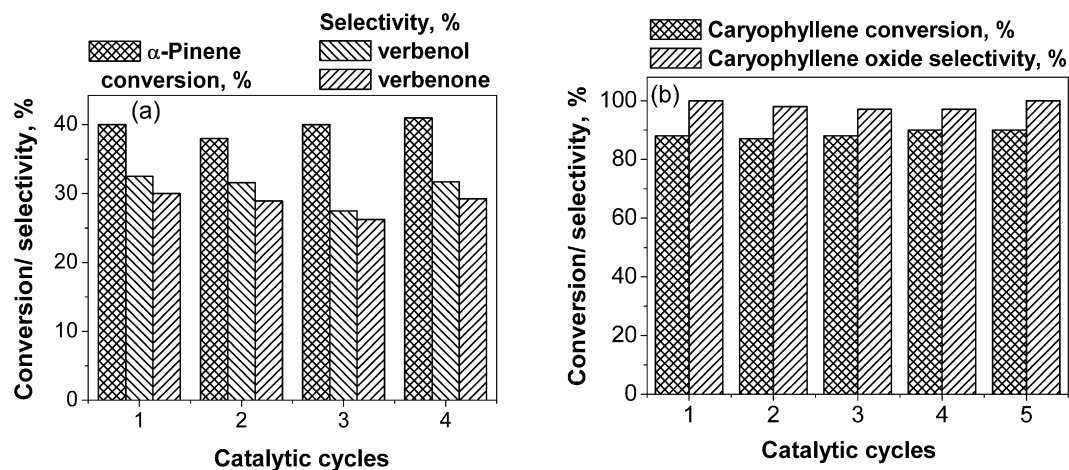 Selectivity, %
α-Pinene
conversion, %
verbenol
verbenone
(a)
Conversion/ selectivity, %
40
30
20
10
0
1 2 3 4
Catalytic cycles
Caryophyllene conversion, %
Caryophyllene oxide selectivity, %
(b)
Conversion/ selectivity, %
100
80
60
40
20
0
1 2 3 4 5
Catalytic cycles